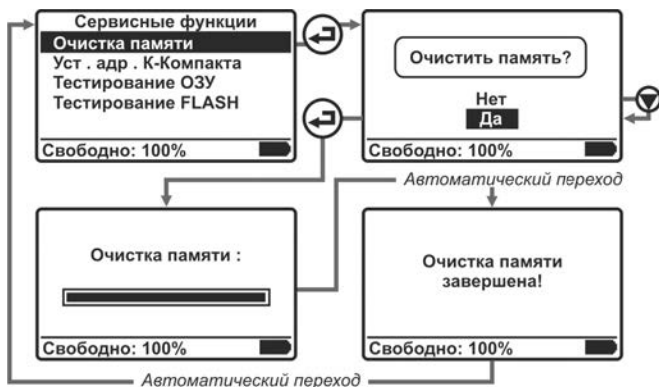 Сервисные функции
Очистка памяти
Уст . адр . К-Компакта
Тестирование ОЗУ
Тестирование FLASH
Свободно: 100%
Очистить память?
Нет
Да
Свободно: 100%
Автоматический переход
Очистка памяти :
Свободно: 100%
Очистка памяти
завершена!
Свободно: 100%
Автоматический переход